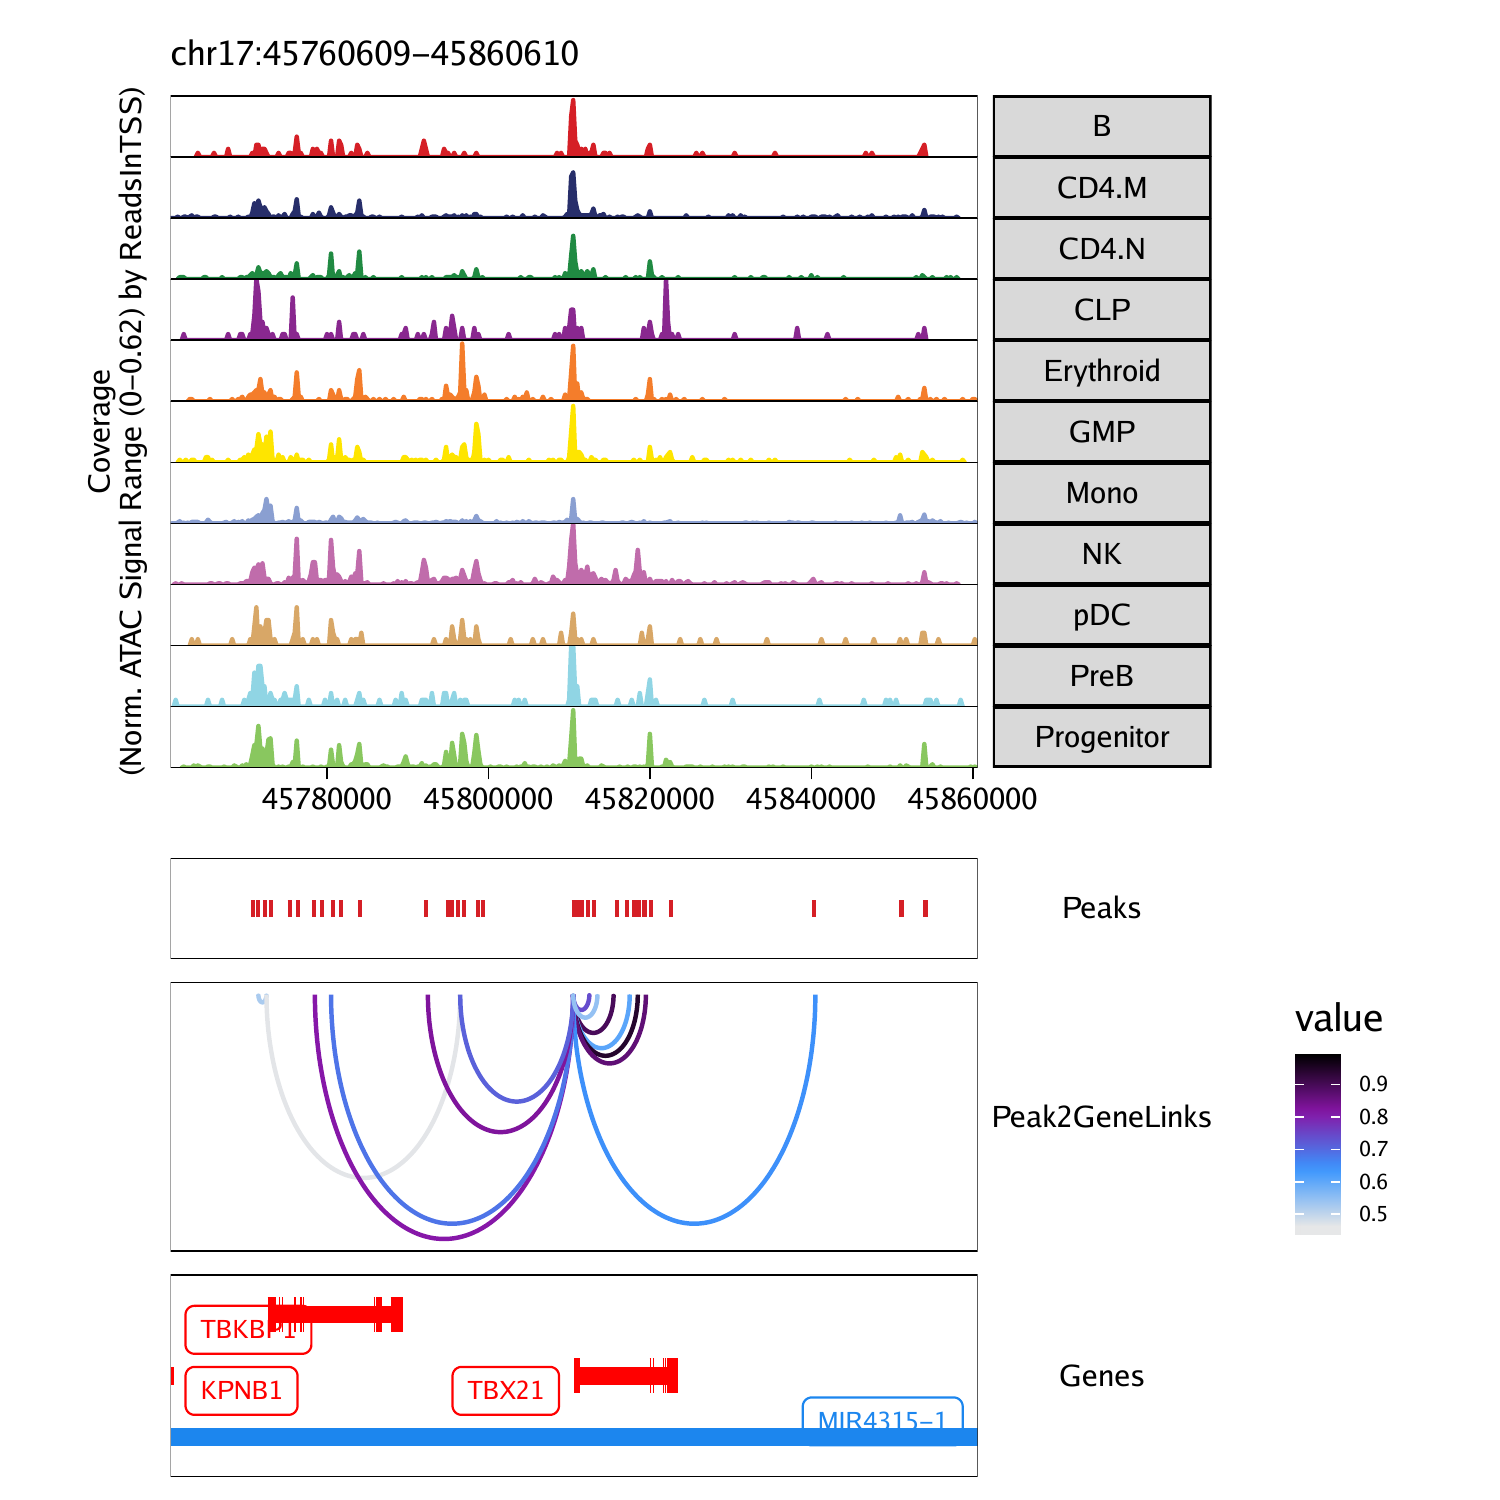 chr17:45760609−45860610
Coverage
(Norm. ATAC Signal Range (0−0.62) by ReadsInTSS)
B
CD4.M
CD4.N
CLP
Erythroid
GMP
Mono
NK
pDC
PreB
Progenitor
45780000 45800000 45820000 45840000 45860000
Peaks
Peak2GeneLinks
value
0.9
0.8
0.7
0.6
0.5
TBKBP1
KPNB1
TBX21
Genes
MIR4315−1